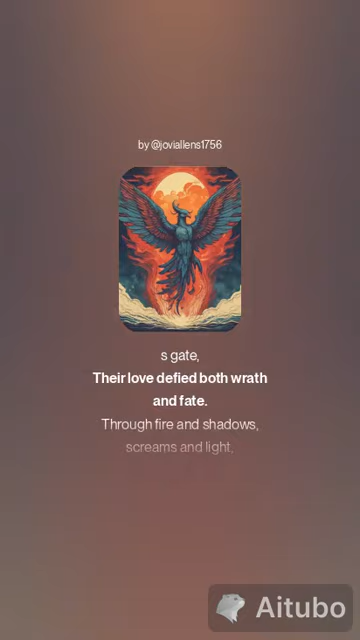 by @joviallens1756
s gate,
Their love defied both wrath
and fate.
Through fire and shadows,
screams and light,
Aitubo